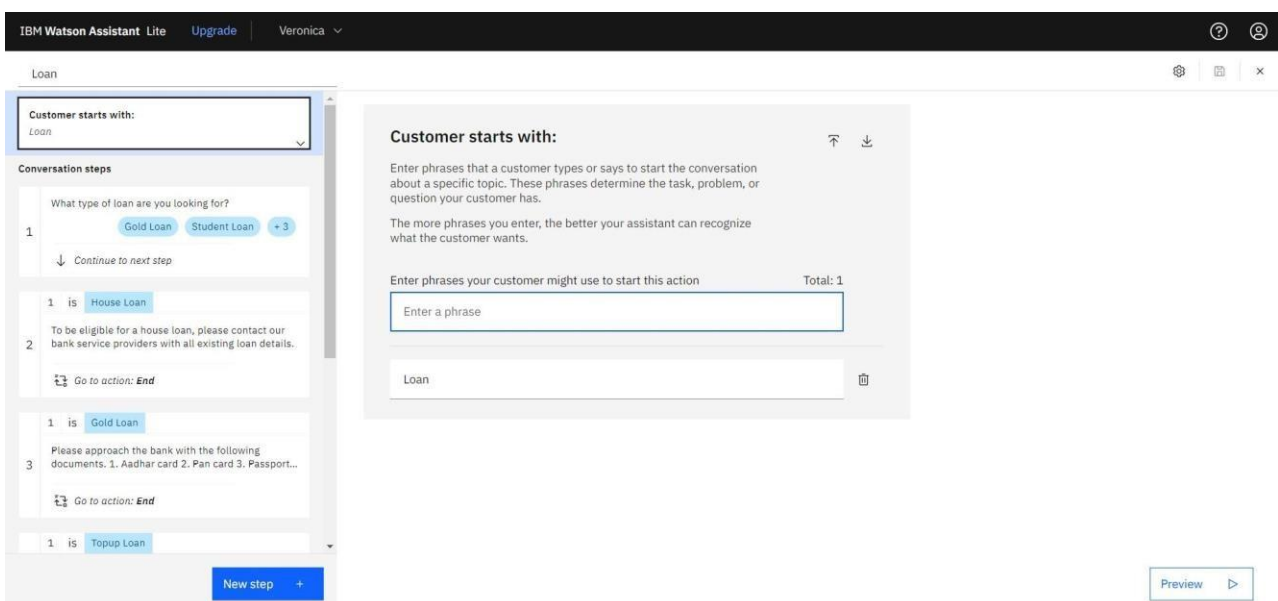 IBM Watson Assistant Lite Upgrade Veronica
Loan
Customer starts with:
Loan
Conversation steps
1
What type of loan are you looking for?
Gold Loan Student Loan + 3
Continue to next step
2
1 is House Loan
To be eligible for a house loan, please contact our
bank service providers with all existing loan details.
Go to action: End
3
1 is Gold Loan
Please approach the bank with the following
documents. 1. Aadhar card 2. Pan card 3. Passport...
Go to action: End
1 is Topup Loan
New step +
Customer starts with:
Enter phrases that a customer types or says to start the conversation
about a specific topic. These phrases determine the task, problem, or
question your customer has.
The more phrases you enter, the better your assistant can recognize
what the customer wants.
Enter phrases your customer might use to start this action Total: 1
Enter a phrase
Loan
Preview